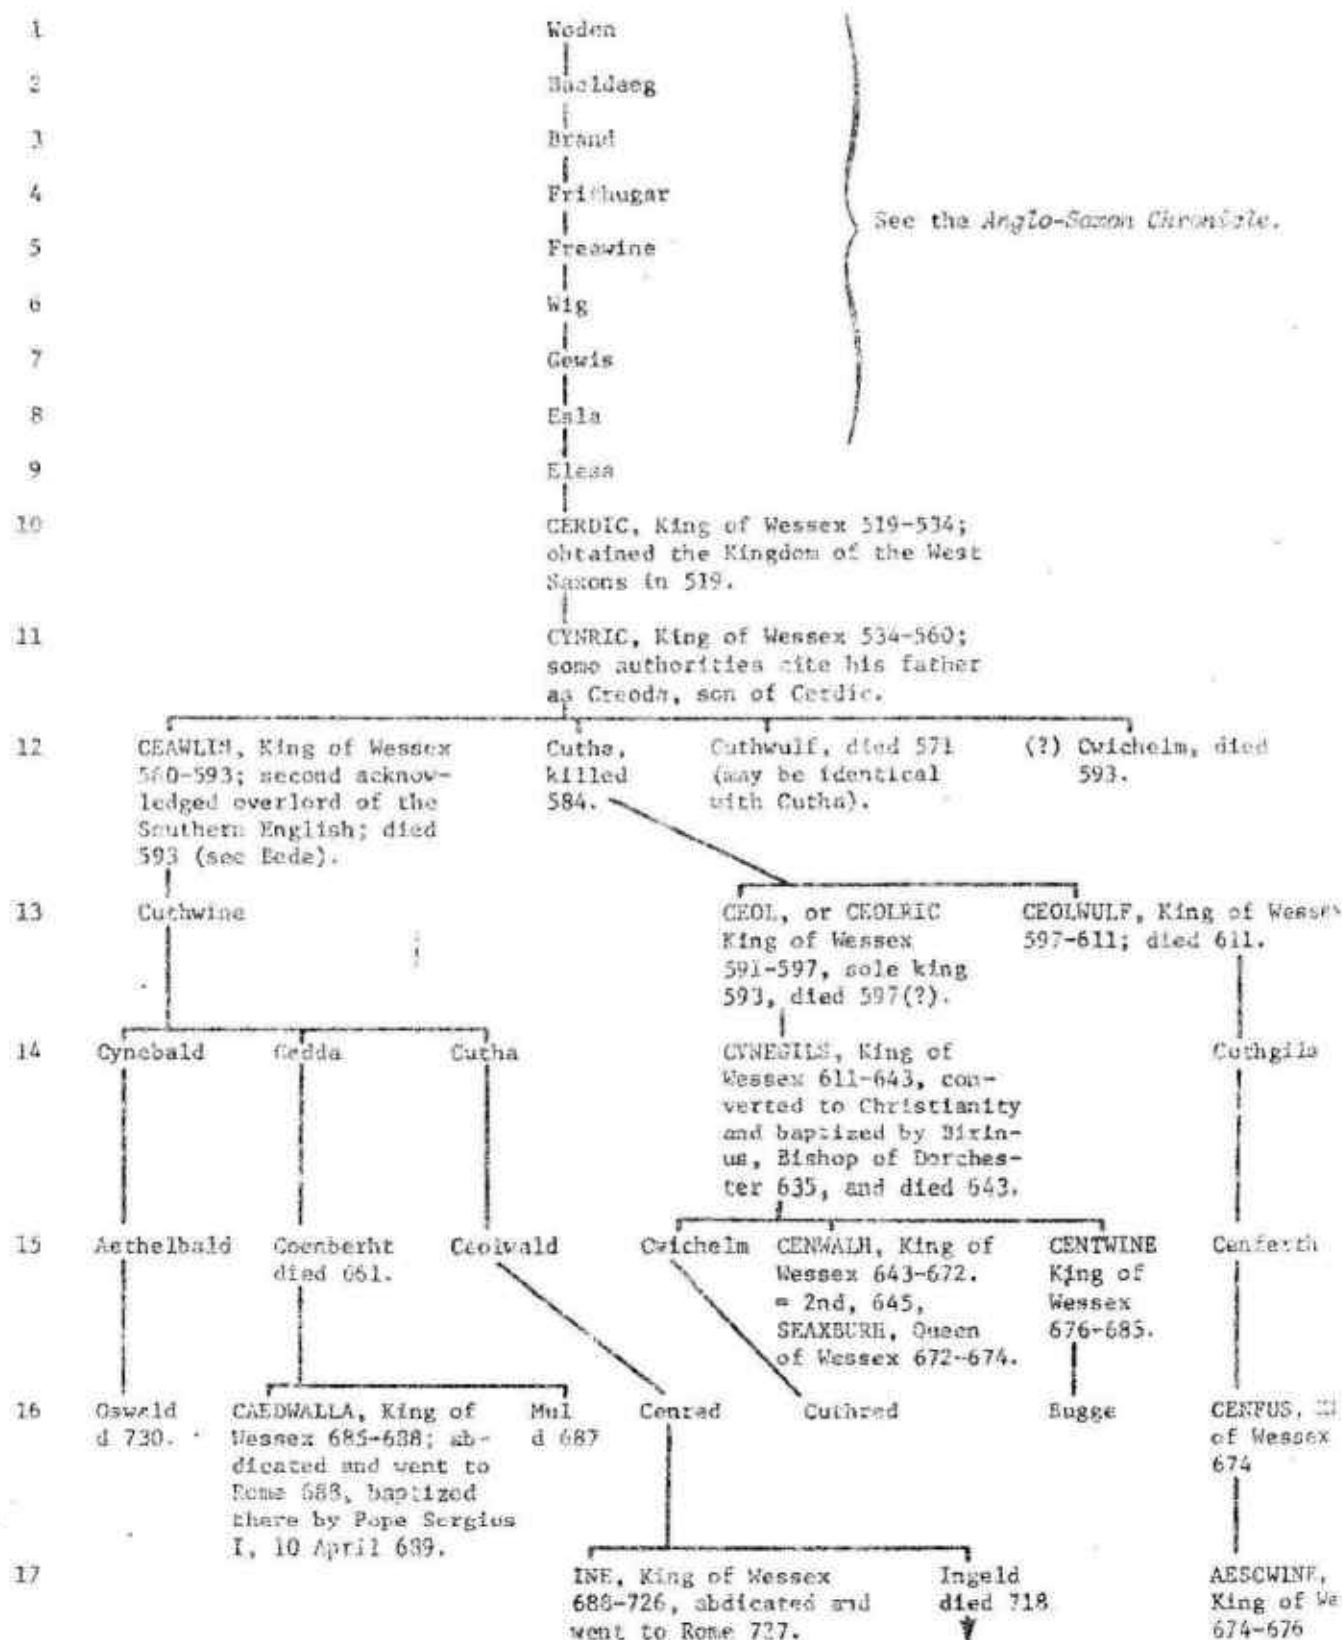 1 Woden
2 Baeldaeg
3 Brand
4 Frithugar
See the Anglo-Saxon Chronicle.
5 Freawine
6 Wig
7 Gewis
8 Esla
9 Elesa
10 CERDIC, King of Wessex 519-534;
obtained the Kingdom of the West
Saxons in 519.
11 CYNRIC, King of Wessex 534-560;
some authorities cite his father
as Creoda, son of Cerdic.
12 CEAWLIN, King of Wessex
560-593; second acknow-
ledged overlord of the
Southern English; died
593 (see Bede).
Cutha,
killed
584.
Cuthwulf, died 571
(may be identical
with Cutha).
(?) Cwichelm, died
593.
13 Cuthwine
CEOL, or CEOLRIC
King of Wessex
591-597, sole king
593, died 597(?).
CEOLWULF, King of Wessex
597-611; died 611.
14 Cynebald
Cedda
Cutha
CYNEGILS, King of
Wessex 611-643, con-
verted to Christianity
and baptized by Birin-
us, Bishop of Dorches-
ter 635, and died 643.
Cuthgils
15 Aethelbald
Coenberht
died 661.
Ceolwald
Cwichelm
CENWALH, King of
Wessex 643-672.
= 2nd, 645,
SEAXBURH, Queen
of Wessex 672-674.
CENTWINE
King of
Wessex
676-685.
Cenferth
16 Oswald
d 730.
CAEDWALLA, King of
Wessex 685-688; ab-
dicated and went to
Rome 688, baptized
there by Pope Sergius
I, 10 April 689.
Mul
d 687
Cenred
Cuthred
Bugge
CENFUS,
of Wessex
674
17 INE, King of Wessex
688-726, abdicated and
went to Rome 727.
Ingeld
died 718
AESCWINE,
King of We
674-676